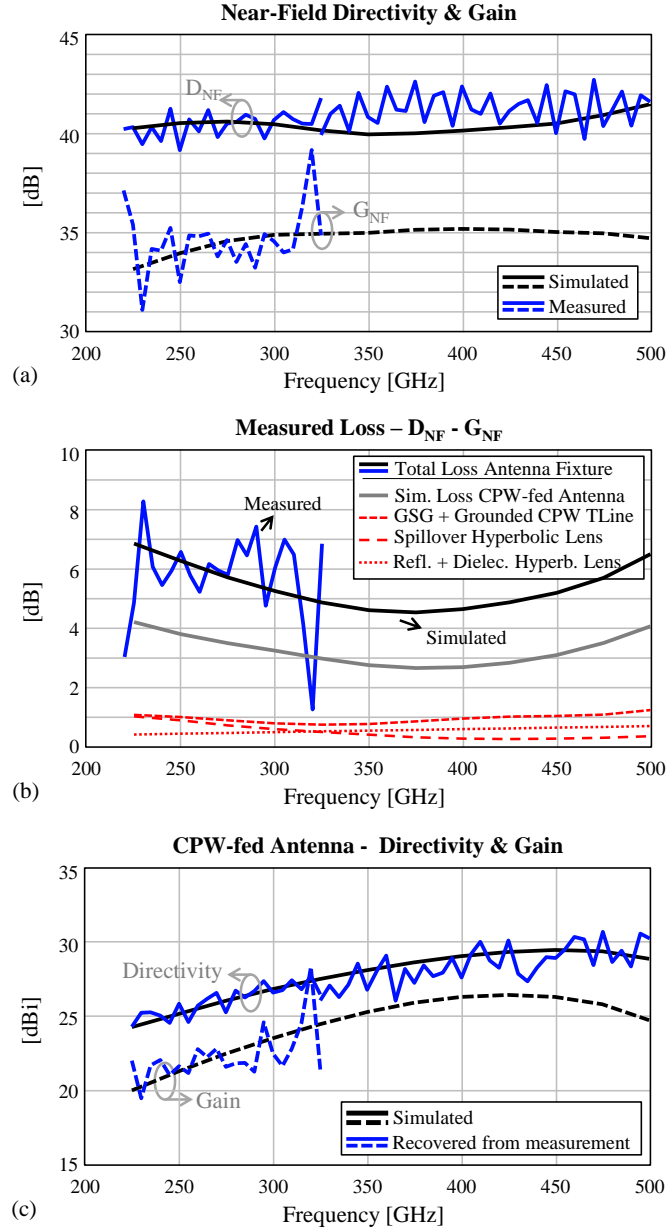 Near-Field Directivity & Gain
45
40
35
30
[dB]
D_NF
G_NF
Simulated
Measured
200 250 300 350 400 450 500
Frequency [GHz]
(a)
Measured Loss – D_NF - G_NF
10
8
6
4
2
0
[dB]
Total Loss Antenna Fixture
Sim. Loss CPW-fed Antenna
GSG + Grounded CPW TLine
Spillover Hyperbolic Lens
Refl. + Dielec. Hyperb. Lens
Measured
Simulated
200 250 300 350 400 450 500
Frequency [GHz]
(b)
CPW-fed Antenna - Directivity & Gain
35
30
25
20
15
[dBi]
Directivity
Gain
Simulated
Recovered from measurement
200 250 300 350 400 450 500
Frequency [GHz]
(c)